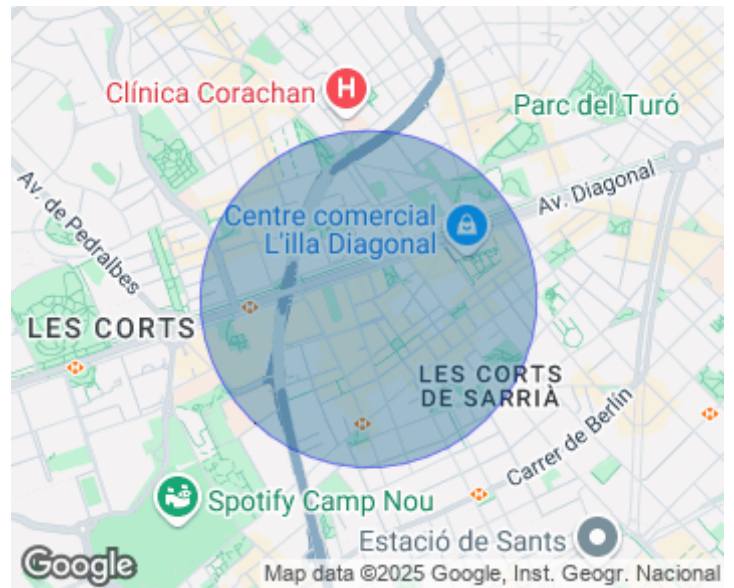 Clínica Corachan
H
Parc del Turó
Av. de Pedralbes
Centre comercial
L'illa Diagonal
Av. Diagonal
LES CORTS
LES CORTS
DE SARRIÀ
Carrer de Berlín
Spotify Camp Nou
Estació de Sants
Google
Map data ©2025 Google, Inst. Geogr. Nacional